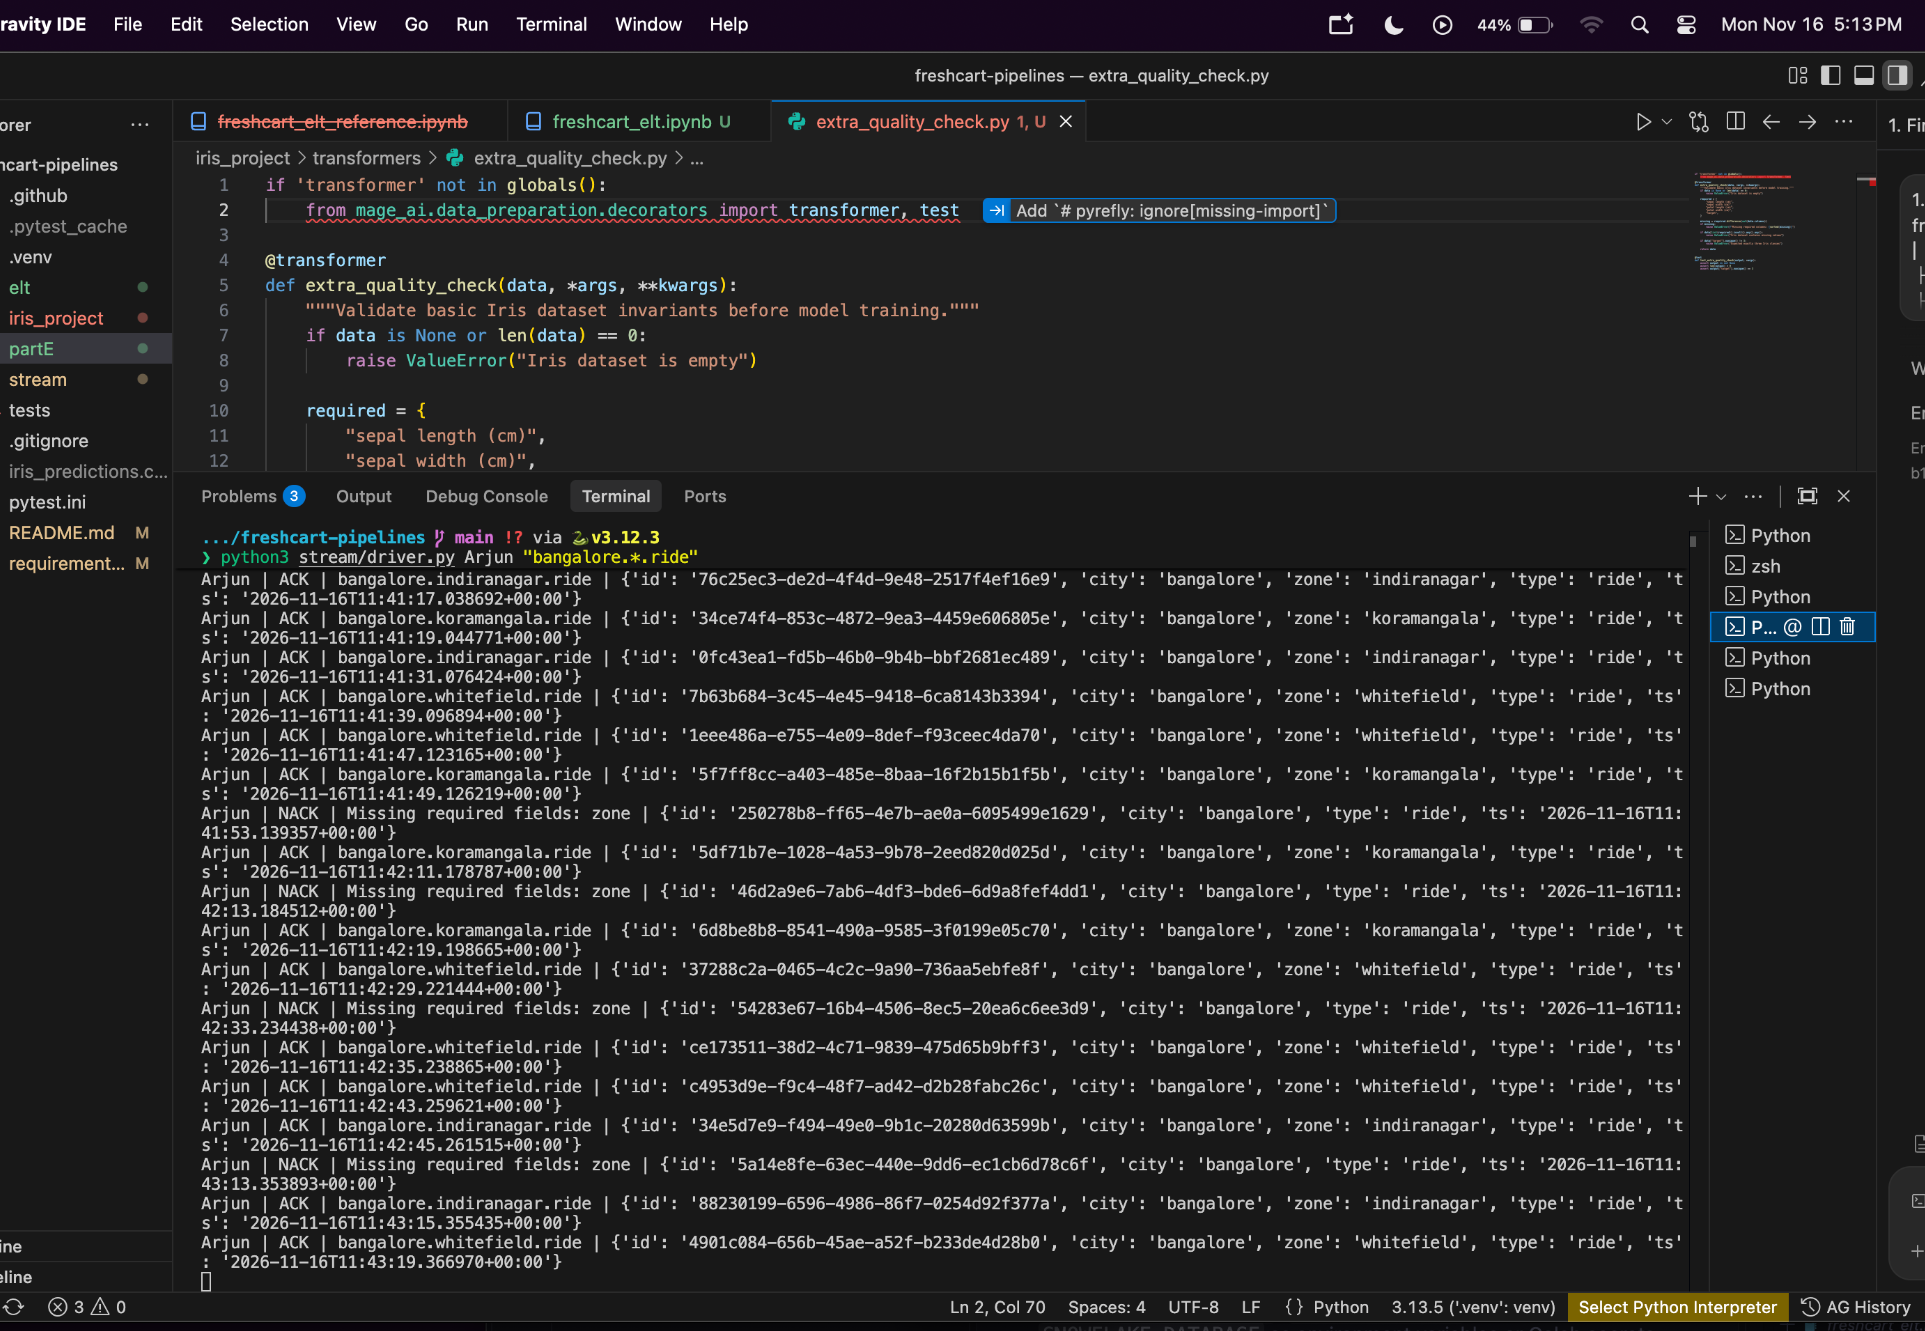 ravity IDE File Edit Selection View Go Run Terminal Window Help 44% Mon Nov 16 5:13 PM
freshcart-pipelines — extra_quality_check.py
orer ...
freshcart_elt_reference.ipynb freshcart_elt.ipynb U extra_quality_check.py 1, U
1. Fir
iris_project > transformers > extra_quality_check.py > ...
hcart-pipelines
.github
.pytest_cache
.venv
elt
iris_project
partE
stream
tests
.gitignore
iris_predictions.c...
pytest.ini
README.md M
requirement... M
1 if 'transformer' not in globals():
2 from mage_ai.data_preparation.decorators import transformer, test Add `# pyrefly: ignore[missing-import]`
3
4 @transformer
5 def extra_quality_check(data, *args, **kwargs):
6 """Validate basic Iris dataset invariants before model training."""
7 if data is None or len(data) == 0:
8 raise ValueError("Iris dataset is empty")
9
10 required = {
11 "sepal length (cm)",
12 "sepal width (cm)",
Problems 3 Output Debug Console Terminal Ports
.../freshcart-pipelines main !? via v3.12.3
❯ python3 stream/driver.py Arjun "bangalore.*.ride"
Arjun | ACK | bangalore.indiranagar.ride | {'id': '76c25ec3-de2d-4f4d-9e48-2517f4ef16e9', 'city': 'bangalore', 'zone': 'indiranagar', 'type': 'ride', 't
s': '2026-11-16T11:41:17.038692+00:00'}
Arjun | ACK | bangalore.koramangala.ride | {'id': '34ce74f4-853c-4872-9ea3-4459e606805e', 'city': 'bangalore', 'zone': 'koramangala', 'type': 'ride', 't
s': '2026-11-16T11:41:19.044771+00:00'}
Arjun | ACK | bangalore.indiranagar.ride | {'id': '0fc43ea1-fd5b-46b0-9b4b-bbf2681ec489', 'city': 'bangalore', 'zone': 'indiranagar', 'type': 'ride', 't
s': '2026-11-16T11:41:31.076424+00:00'}
Arjun | ACK | bangalore.whitefield.ride | {'id': '7b63b684-3c45-4e45-9418-6ca8143b3394', 'city': 'bangalore', 'zone': 'whitefield', 'type': 'ride', 'ts'
: '2026-11-16T11:41:39.096894+00:00'}
Arjun | ACK | bangalore.whitefield.ride | {'id': '1eee486a-e755-4e09-8def-f93ceec4da70', 'city': 'bangalore', 'zone': 'whitefield', 'type': 'ride', 'ts'
: '2026-11-16T11:41:47.123165+00:00'}
Arjun | ACK | bangalore.koramangala.ride | {'id': '5f7ff8cc-a403-485e-8baa-16f2b15b1f5b', 'city': 'bangalore', 'zone': 'koramangala', 'type': 'ride', 't
s': '2026-11-16T11:41:49.126219+00:00'}
Arjun | NACK | Missing required fields: zone | {'id': '250278b8-ff65-4e7b-ae0a-6095499e1629', 'city': 'bangalore', 'type': 'ride', 'ts': '2026-11-16T11:
41:53.139357+00:00'}
Arjun | ACK | bangalore.koramangala.ride | {'id': '5df71b7e-1028-4a53-9b78-2eed820d025d', 'city': 'bangalore', 'zone': 'koramangala', 'type': 'ride', 't
s': '2026-11-16T11:42:11.178787+00:00'}
Arjun | NACK | Missing required fields: zone | {'id': '46d2a9e6-7ab6-4df3-bde6-6d9a8fef4dd1', 'city': 'bangalore', 'type': 'ride', 'ts': '2026-11-16T11:
42:13.184512+00:00'}
Arjun | ACK | bangalore.koramangala.ride | {'id': '6d8be8b8-8541-490a-9585-3f0199e05c70', 'city': 'bangalore', 'zone': 'koramangala', 'type': 'ride', 't
s': '2026-11-16T11:42:19.198665+00:00'}
Arjun | ACK | bangalore.whitefield.ride | {'id': '37288c2a-0465-4c2c-9a90-736aa5ebfe8f', 'city': 'bangalore', 'zone': 'whitefield', 'type': 'ride', 'ts'
: '2026-11-16T11:42:29.221444+00:00'}
Arjun | NACK | Missing required fields: zone | {'id': '54283e67-16b4-4506-8ec5-20ea6c6ee3d9', 'city': 'bangalore', 'type': 'ride', 'ts': '2026-11-16T11:
42:33.234438+00:00'}
Arjun | ACK | bangalore.whitefield.ride | {'id': 'ce173511-38d2-4c71-9839-475d65b9bff3', 'city': 'bangalore', 'zone': 'whitefield', 'type': 'ride', 'ts'
: '2026-11-16T11:42:35.238865+00:00'}
Arjun | ACK | bangalore.whitefield.ride | {'id': 'c4953d9e-f9c4-48f7-ad42-d2b28fabc26c', 'city': 'bangalore', 'zone': 'whitefield', 'type': 'ride', 'ts'
: '2026-11-16T11:42:43.259621+00:00'}
Arjun | ACK | bangalore.indiranagar.ride | {'id': '34e5d7e9-f494-49e0-9b1c-20280d63599b', 'city': 'bangalore', 'zone': 'indiranagar', 'type': 'ride', 't
s': '2026-11-16T11:42:45.261515+00:00'}
Arjun | NACK | Missing required fields: zone | {'id': '5a14e8fe-63ec-440e-9dd6-ec1cb6d78c6f', 'city': 'bangalore', 'type': 'ride', 'ts': '2026-11-16T11:
43:13.353893+00:00'}
Arjun | ACK | bangalore.indiranagar.ride | {'id': '88230199-6596-4986-86f7-0254d92f377a', 'city': 'bangalore', 'zone': 'indiranagar', 'type': 'ride', 't
s': '2026-11-16T11:43:15.355435+00:00'}
Arjun | ACK | bangalore.whitefield.ride | {'id': '4901c084-656b-45ae-a52f-b233de4d28b0', 'city': 'bangalore', 'zone': 'whitefield', 'type': 'ride', 'ts'
: '2026-11-16T11:43:19.366970+00:00'}
Python
zsh
Python
P... @
Python
Python
ine
eline
3 0 Ln 2, Col 70 Spaces: 4 UTF-8 LF {} Python 3.13.5 ('.venv': venv) Select Python Interpreter AG History